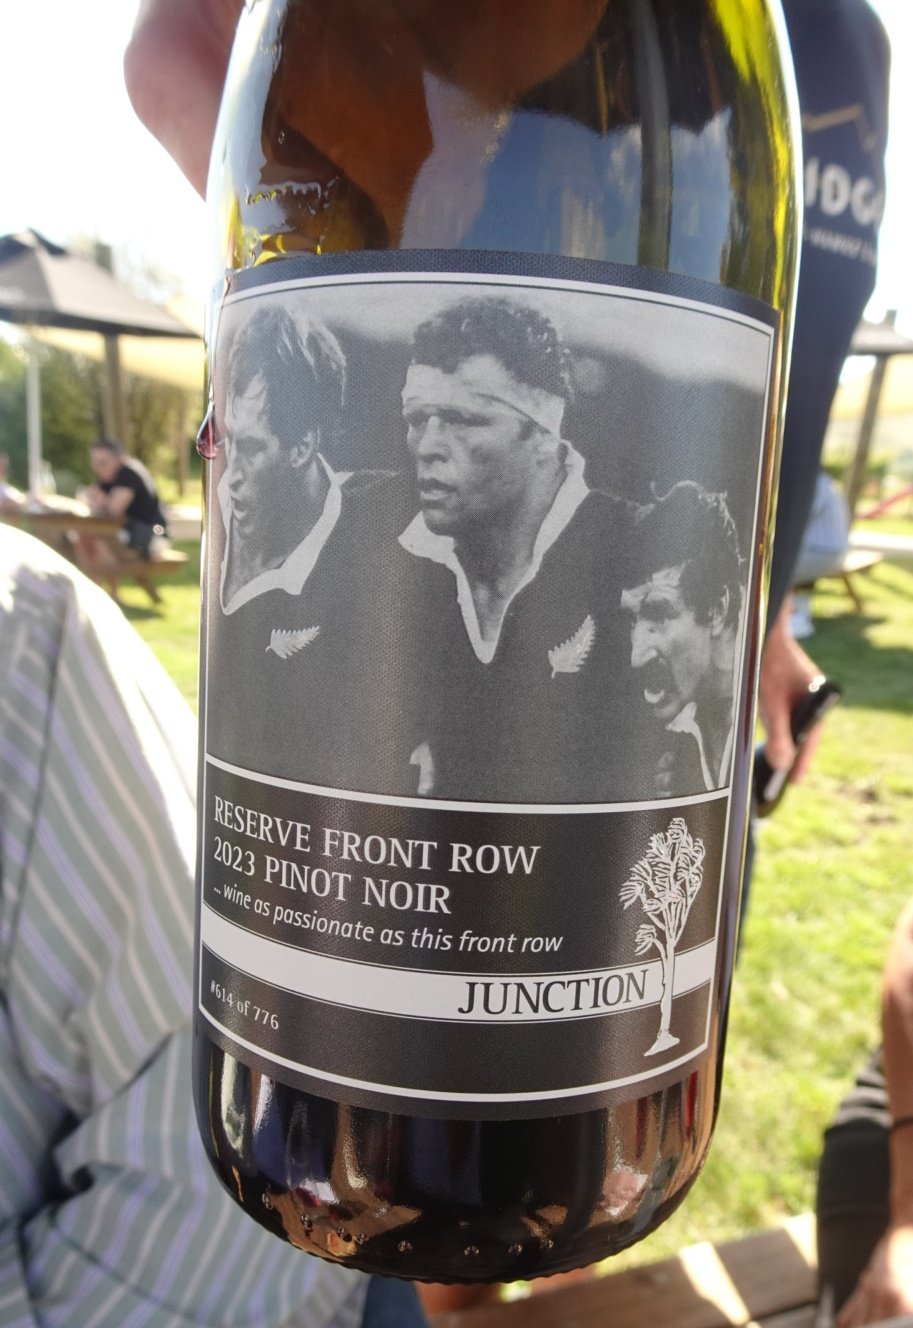 RESERVE FRONT ROW
2023 PINOT NOIR
... wine as passionate as this front row
JUNCTION
#614 of 776